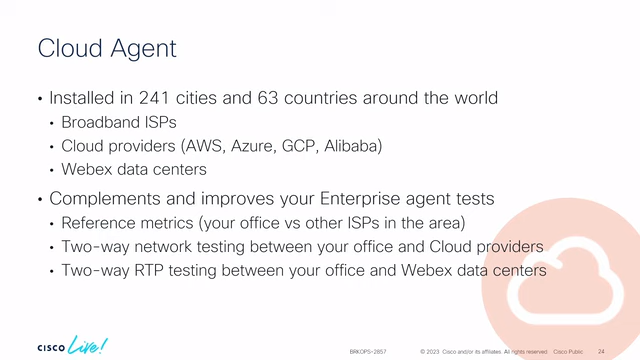 Cloud Agent
• Installed in 241 cities and 63 countries around the world
• Broadband ISPs
• Cloud providers (AWS, Azure, GCP, Alibaba)
• Webex data centers
• Complements and improves your Enterprise agent tests
• Reference metrics (your office vs other ISPs in the area)
• Two-way network testing between your office and Cloud providers
• Two-way RTP testing between your office and Webex data centers
CISCO Live! BRKOPS-2857 © 2023 Cisco and/or its affiliates. All rights reserved. Cisco Public 24